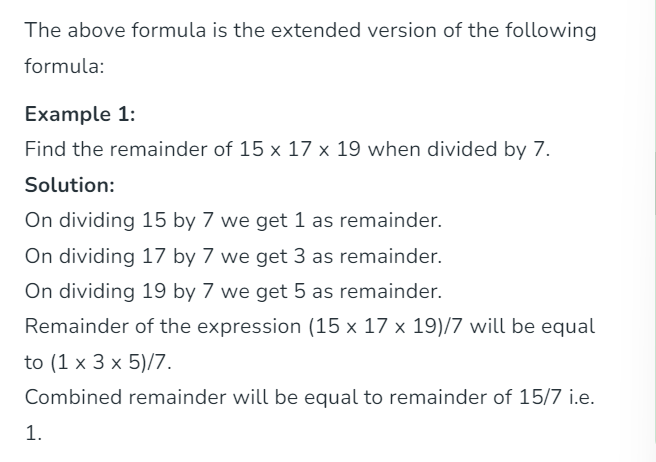 The above formula is the extended version of the following
formula:
Example 1:
Find the remainder of 15 x 17 x 19 when divided by 7.
Solution:
On dividing 15 by 7 we get 1 as remainder.
On dividing 17 by 7 we get 3 as remainder.
On dividing 19 by 7 we get 5 as remainder.
Remainder of the expression (15 x 17 x 19)/7 will be equal
to (1 x 3 x 5)/7.
Combined remainder will be equal to remainder of 15/7 i.e.
1.